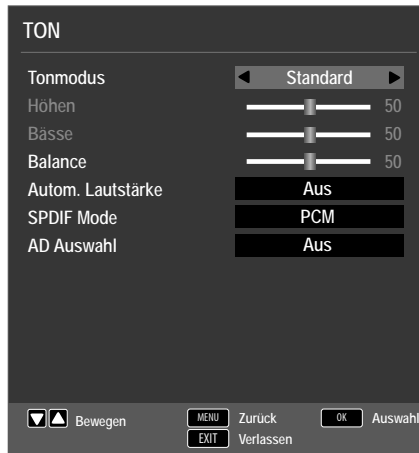 TON
Tonmodus Standard
Höhen 50
Bässe 50
Balance 50
Autom. Lautstärke Aus
SPDIF Mode PCM
AD Auswahl Aus
Bewegen MENU Zurück OK Auswahl
EXIT Verlassen